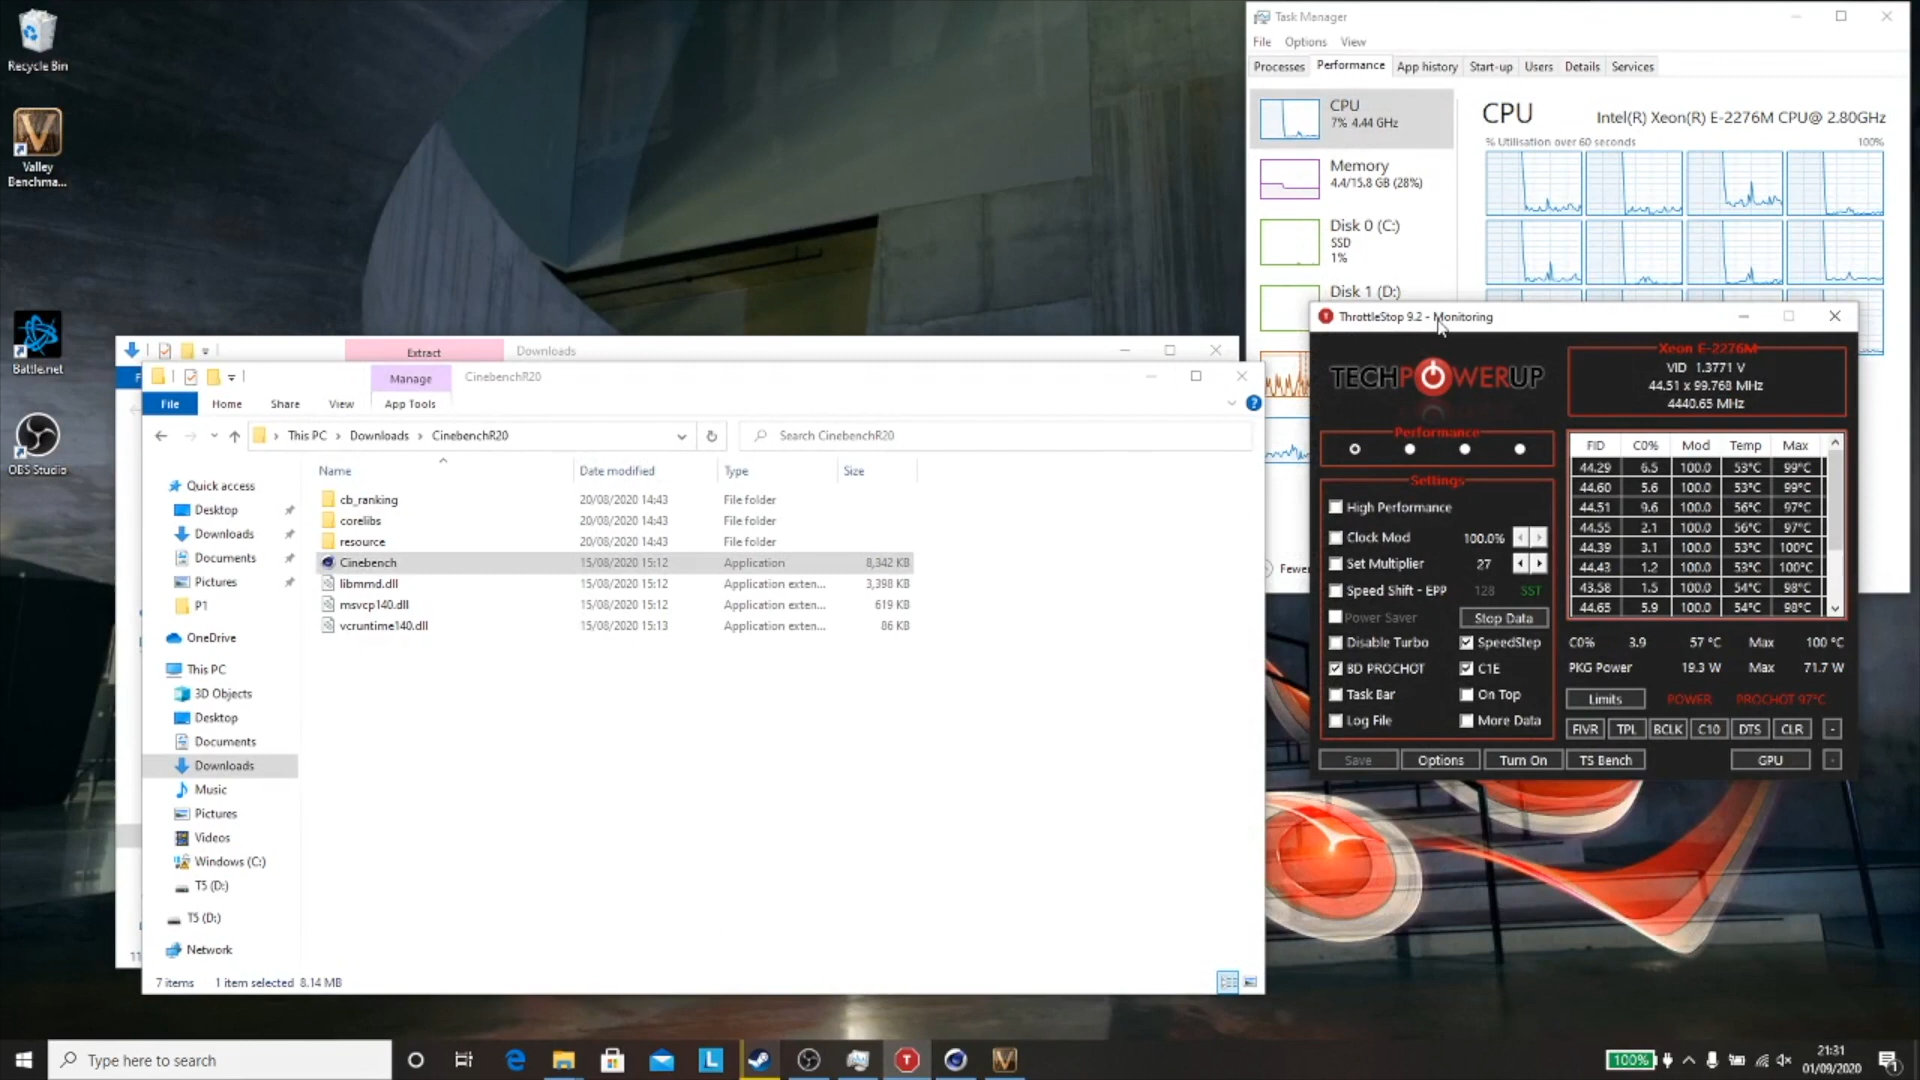 Recycle Bin
Valley
Benchma...
Battle.net
OBS Studio
Task Manager
File Options View
Processes Performance App history Start-up Users Details Services
CPU
7% 4.44 GHz
Memory
4.4/15.8 GB (28%)
Disk 0 (C:)
SSD
1%
Disk 1 (D:)
CPU
Intel(R) Xeon(R) E-2276M CPU@ 2.80GHz
% Utilisation over 60 seconds 100%
Fewer
Extract Downloads
Manage CinebenchR20
File Home Share View App Tools
This PC > Downloads > CinebenchR20
Search CinebenchR20
Name Date modified Type Size
cb_ranking 20/08/2020 14:43 File folder
corelibs 20/08/2020 14:43 File folder
resource 20/08/2020 14:43 File folder
Cinebench 15/08/2020 15:12 Application 8,342 KB
libmmd.dll 15/08/2020 15:12 Application exten... 3,398 KB
msvcp140.dll 15/08/2020 15:12 Application exten... 619 KB
vcruntime140.dll 15/08/2020 15:13 Application exten... 86 KB
Quick access
Desktop
Downloads
Documents
Pictures
P1
OneDrive
This PC
3D Objects
Desktop
Documents
Downloads
Music
Pictures
Videos
Windows (C:)
T5 (D:)
T5 (D:)
Network
7 items 1 item selected 8.14 MB
ThrottleStop 9.2 - Monitoring
TECHPOWERUP
Xeon E-2276M
VID 1.3771 V
44.51 x 99.768 MHz
4440.65 MHz
Performance
Settings
High Performance
Clock Mod 100.0%
Set Multiplier 27
Speed Shift - EPP 128 SST
Power Saver Stop Data
Disable Turbo SpeedStep
BD PROCHOT C1E
Task Bar On Top
Log File More Data
FID C0% Mod Temp Max
44.29 6.5 100.0 53°C 99°C
44.60 5.6 100.0 53°C 99°C
44.51 9.6 100.0 56°C 97°C
44.55 2.1 100.0 56°C 97°C
44.39 3.1 100.0 53°C 100°C
44.43 1.2 100.0 53°C 100°C
43.58 1.5 100.0 54°C 98°C
44.65 5.9 100.0 54°C 98°C
C0% 3.9 57 °C Max 100 °C
PKG Power 19.3 W Max 71.7 W
Limits POWER PROCHOT 97°C
FIVR TPL BCLK C10 DTS CLR -
Save Options Turn On TS Bench GPU -
Type here to search
100%
21:31
01/09/2020